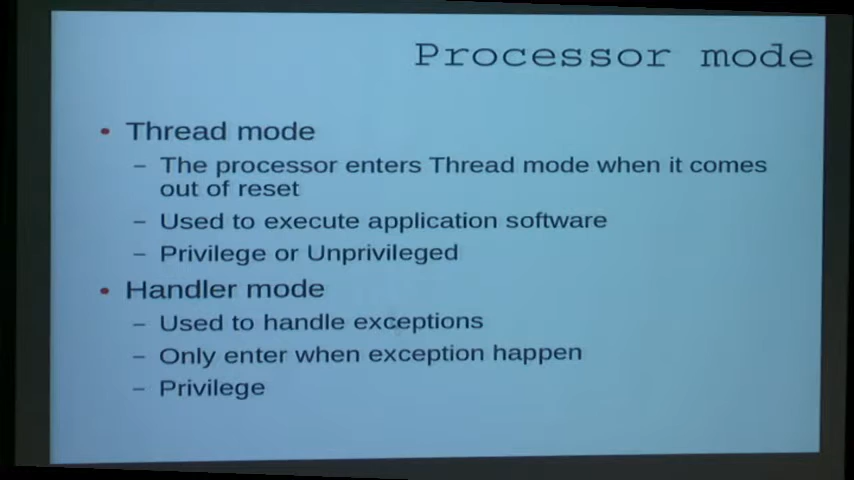 Processor mode
• Thread mode
– The processor enters Thread mode when it comes
out of reset
– Used to execute application software
– Privilege or Unprivileged
• Handler mode
– Used to handle exceptions
– Only enter when exception happen
– Privilege